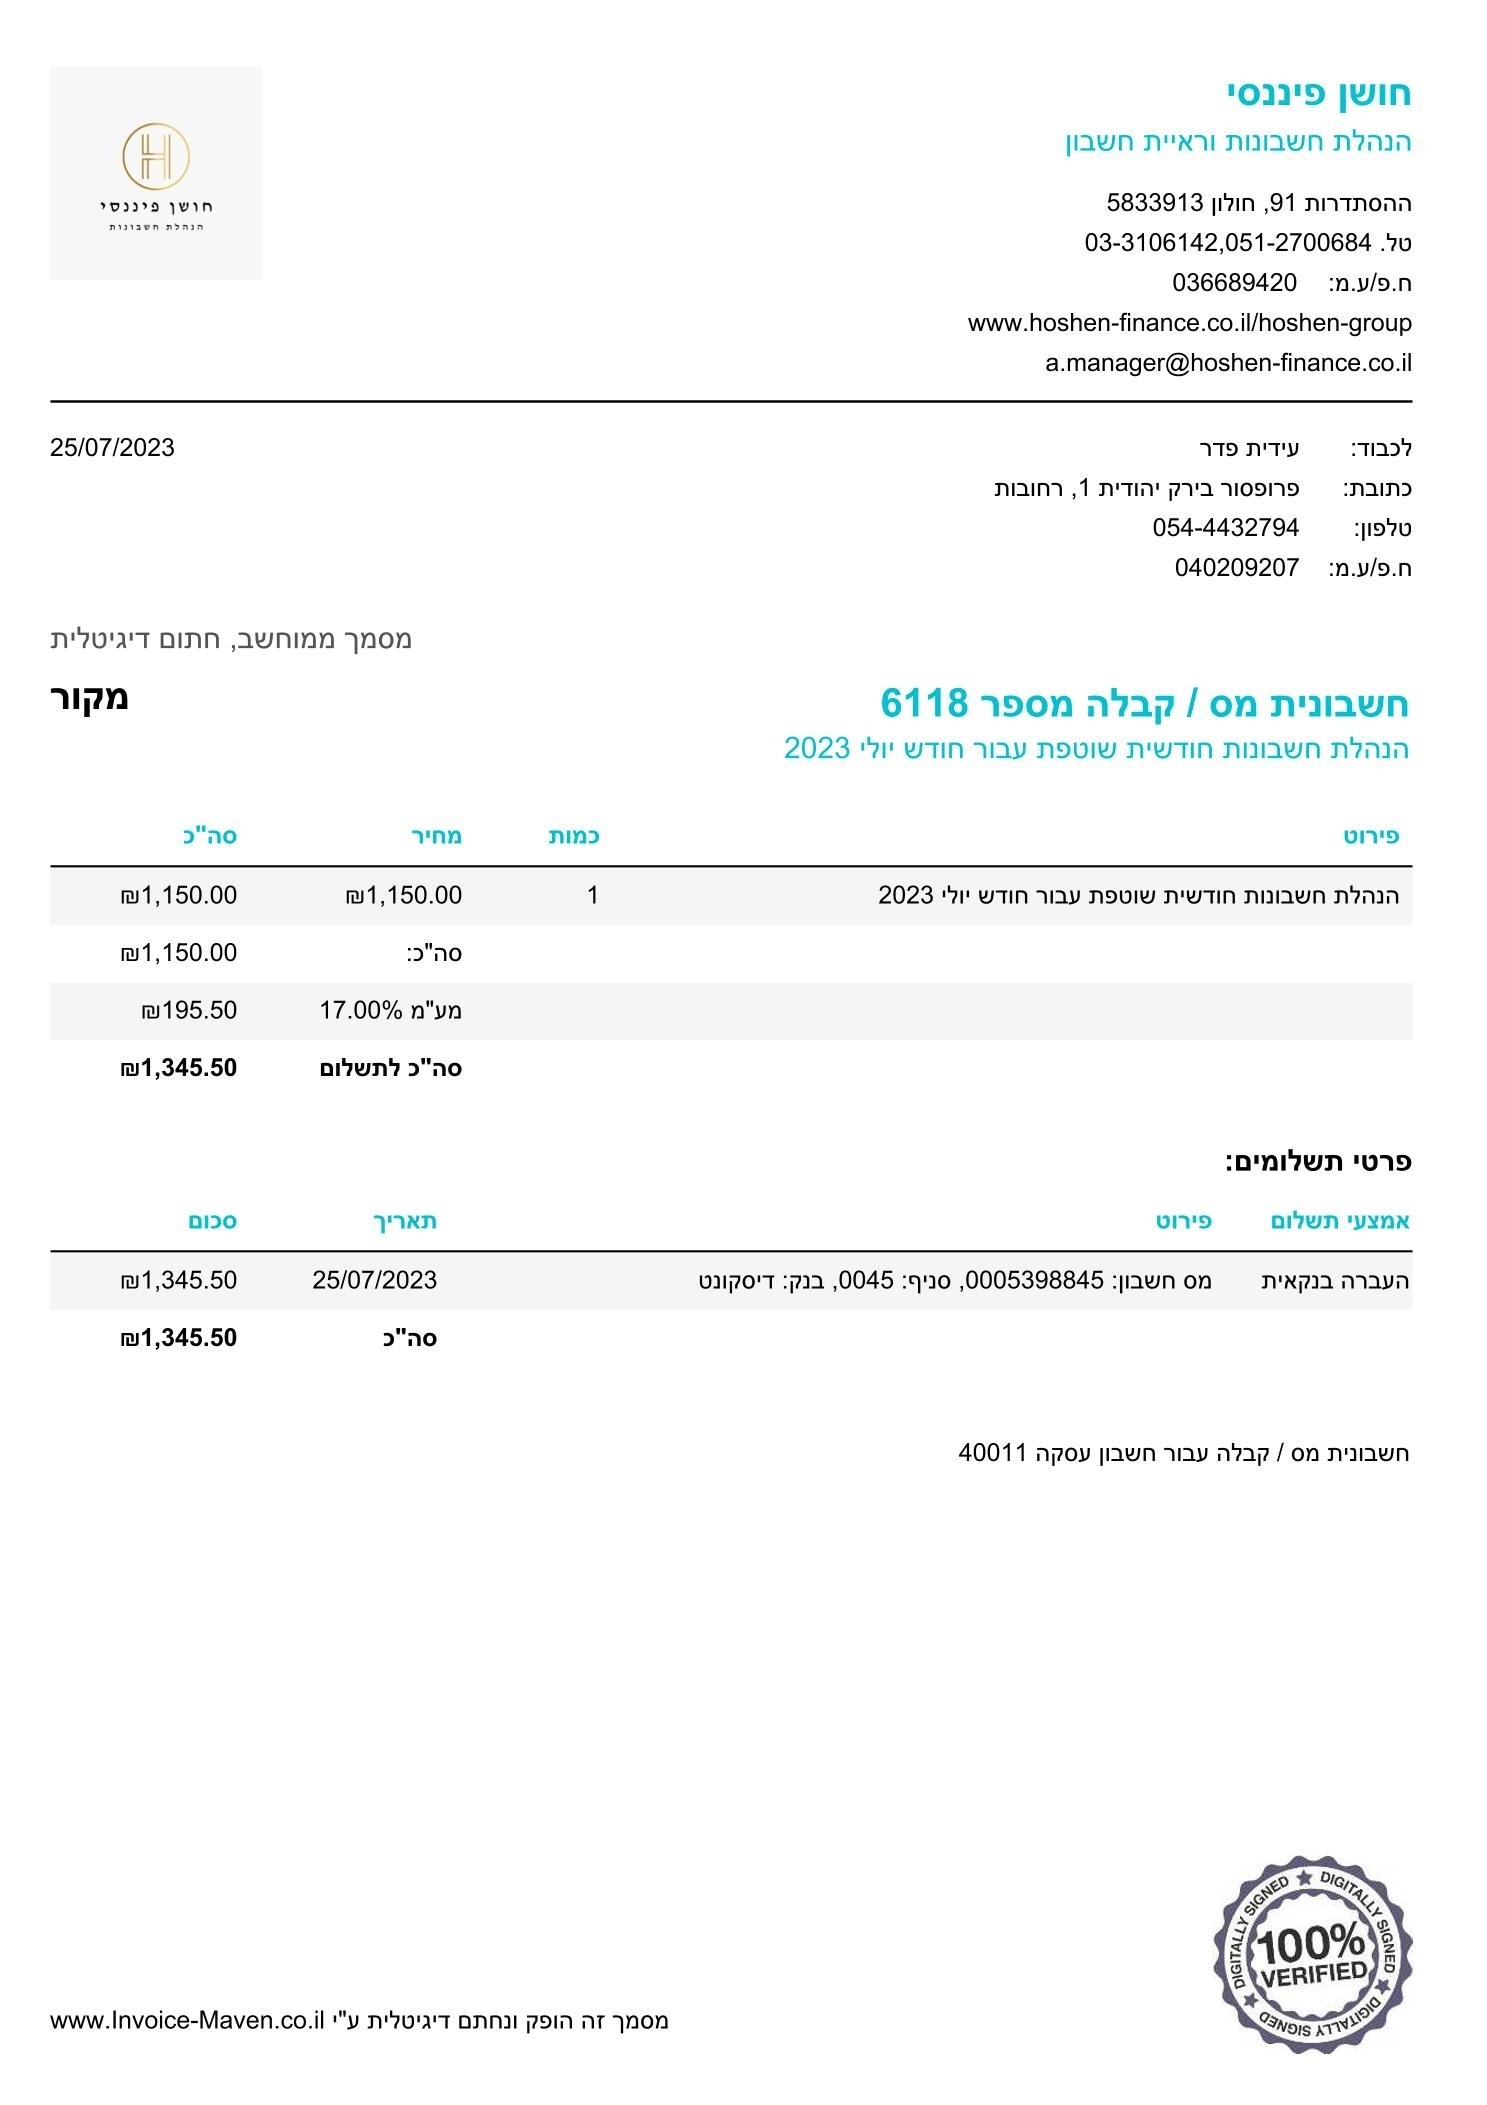 חושן פיננסי
הנהלת חשבונות וראיית חשבון
ההסתדרות 91, חולון 5833913
טל. 03-3106142,051-2700684
ח.פ/ע.מ: 036689420
www.hoshen-finance.co.il/hoshen-group
a.manager@hoshen-finance.co.il
חושן פיננסי
הנהלת חשבונות
לכבוד: עידית פדר 25/07/2023
כתובת: פרופסור בירק יהודית 1, רחובות
טלפון: 054-4432794
ח.פ/ע.מ: 040209207
מסמך ממוחשב, חתום דיגיטלית
חשבונית מס / קבלה מספר 6118 מקור
הנהלת חשבונות חודשית שוטפת עבור חודש יולי 2023
פירוט כמות מחיר סה"כ
הנהלת חשבונות חודשית שוטפת עבור חודש יולי 2023 1 ₪1,150.00 ₪1,150.00
סה"כ: ₪1,150.00
מע"מ 17.00% ₪195.50
סה"כ לתשלום ₪1,345.50
פרטי תשלומים:
אמצעי תשלום פירוט תאריך סכום
העברה בנקאית מס חשבון: 0005398845, סניף: 0045, בנק: דיסקונט 25/07/2023 ₪1,345.50
סה"כ ₪1,345.50
חשבונית מס / קבלה עבור חשבון עסקה 40011
DIGITALLY SIGNED ★ DIGITALLY SIGNED ★ DIGITALLY SIGNED ★
100%
VERIFIED
מסמך זה הופק ונחתם דיגיטלית ע"י www.Invoice-Maven.co.il